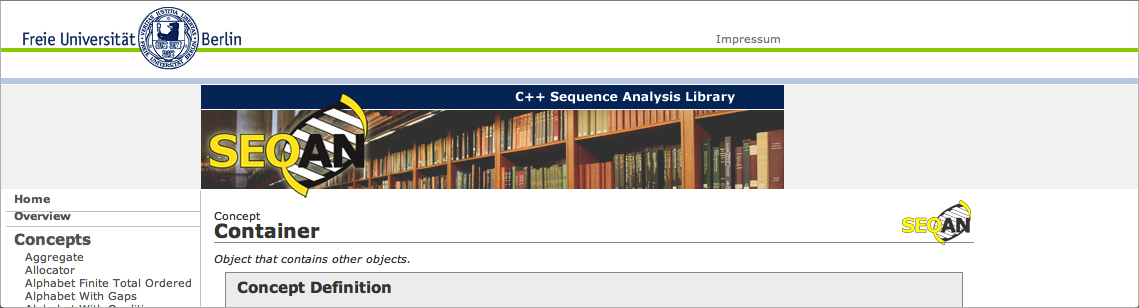 Freie Universität Berlin
Impressum
C++ Sequence Analysis Library
SEQAN
Home
Overview
Concepts
Aggregate
Allocator
Alphabet Finite Total Ordered
Alphabet With Gaps
Concept
Container
SEQAN
Object that contains other objects.
Concept Definition